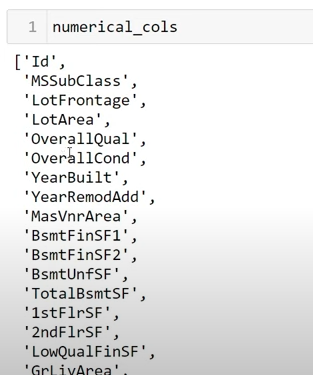 1 numerical_cols
['Id',
'MSSubClass',
'LotFrontage',
'LotArea',
'OverallQual',
'OverallCond',
'YearBuilt',
'YearRemodAdd',
'MasVnrArea',
'BsmtFinSF1',
'BsmtFinSF2',
'BsmtUnfSF',
'TotalBsmtSF',
'1stFlrSF',
'2ndFlrSF',
'LowQualFinSF',
'GrLivArea',